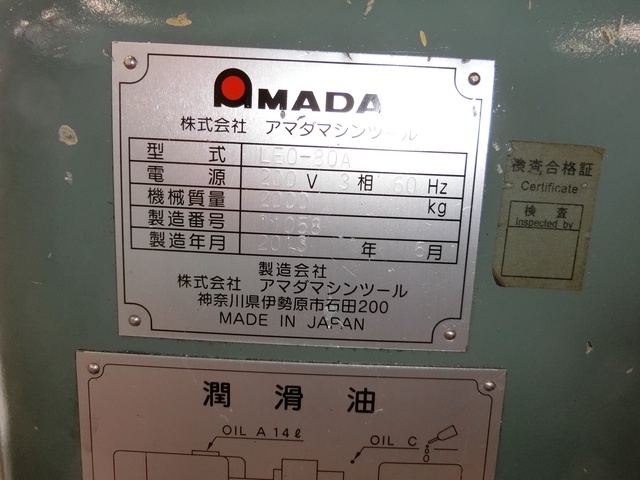 AMADA
株式会社 アマダマシンツール
型式 LEO-80A
電源 200 V 3 相 60 Hz
機械質量 kg
製造番号
製造年月 年 月
製造会社
株式会社 アマダマシンツール
神奈川県伊勢原市石田200
MADE IN JAPAN
検査合格証
Certificate
検査
Inspected by
潤滑油
OIL A 14ℓ
OIL C